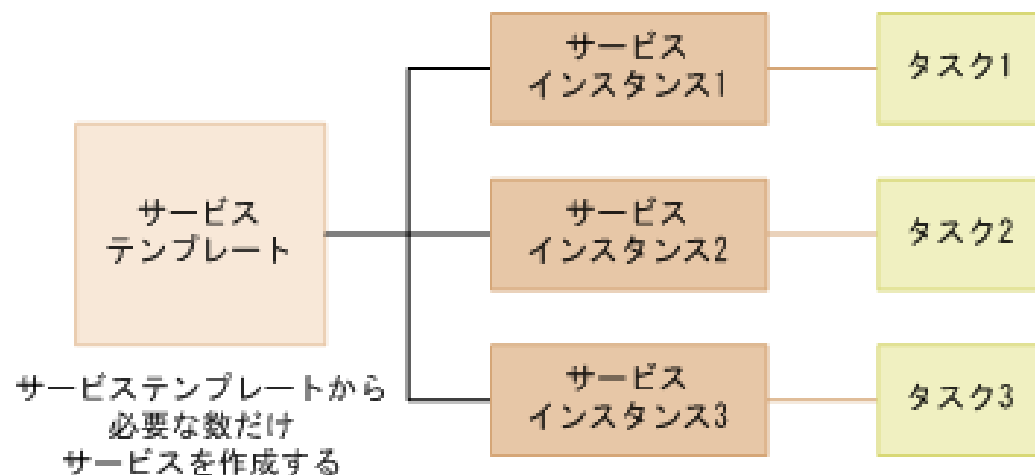 サービス
テンプレート
サービステンプレートから
必要な数だけ
サービスを作成する
サービス
インスタンス1
タスク1
サービス
インスタンス2
タスク2
サービス
インスタンス3
タスク3